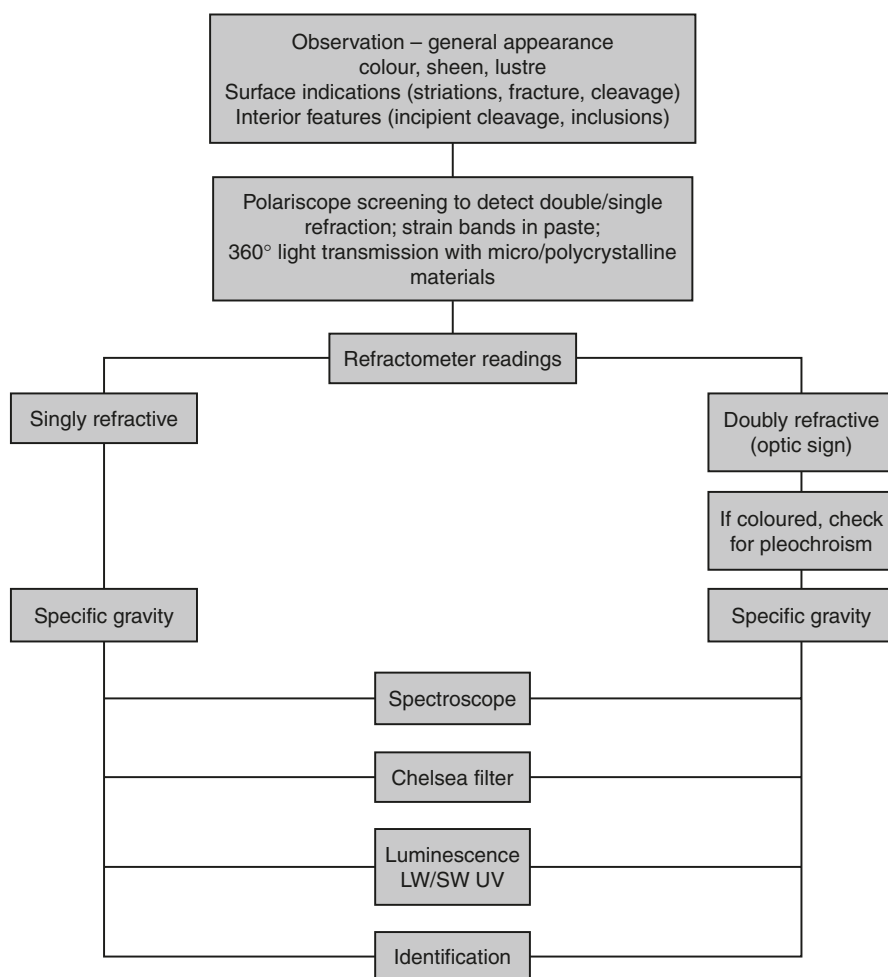 Observation – general appearance
colour, sheen, lustre
Surface indications (striations, fracture, cleavage)
Interior features (incipient cleavage, inclusions)
Polariscope screening to detect double/single
refraction; strain bands in paste;
360° light transmission with micro/polycrystalline
materials
Refractometer readings
Singly refractive
Doubly refractive
(optic sign)
If coloured, check
for pleochroism
Specific gravity
Specific gravity
Spectroscope
Chelsea filter
Luminescence
LW/SW UV
Identification